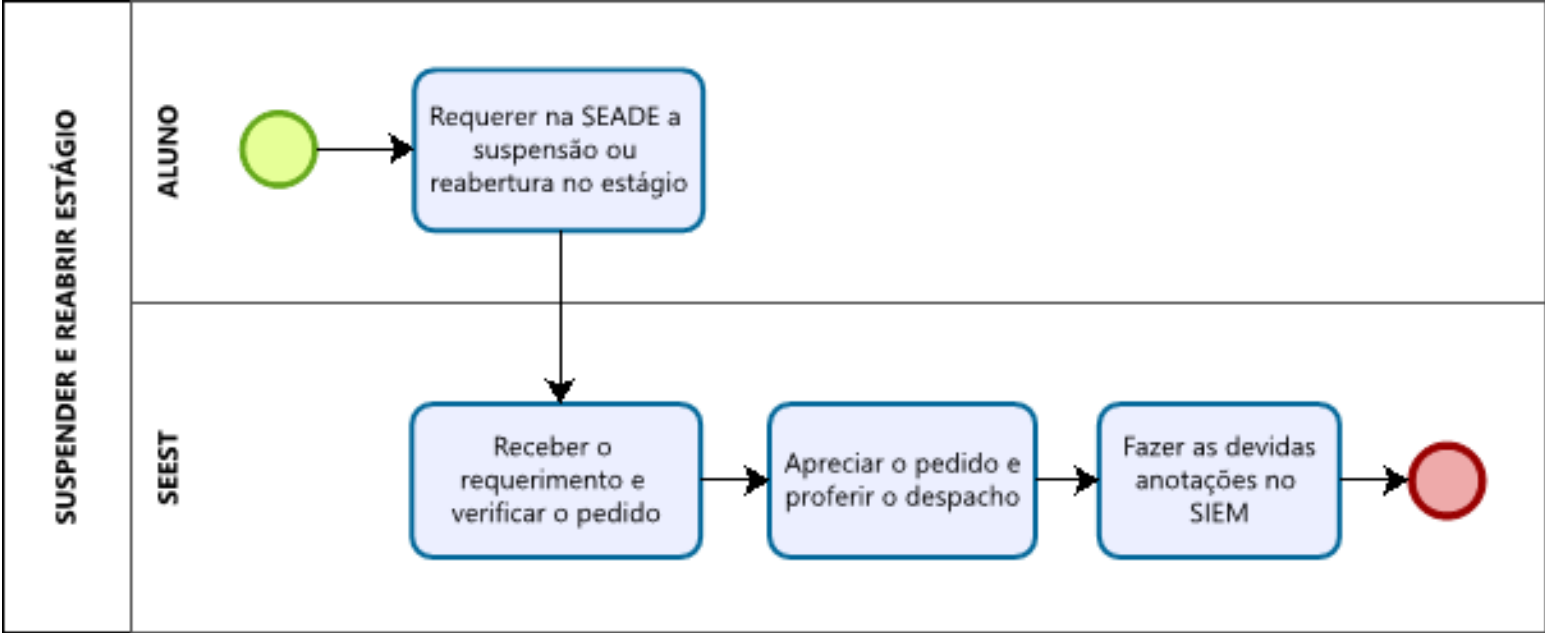 SUSPENDER E REABRIR ESTÁGIO
ALUNO
Requerer na SEADE a
suspensão ou
reabertura no estágio
SEEST
Receber o
requerimento e
verificar o pedido
Apreciar o pedido e
proferir o despacho
Fazer as devidas
anotações no
SIEM